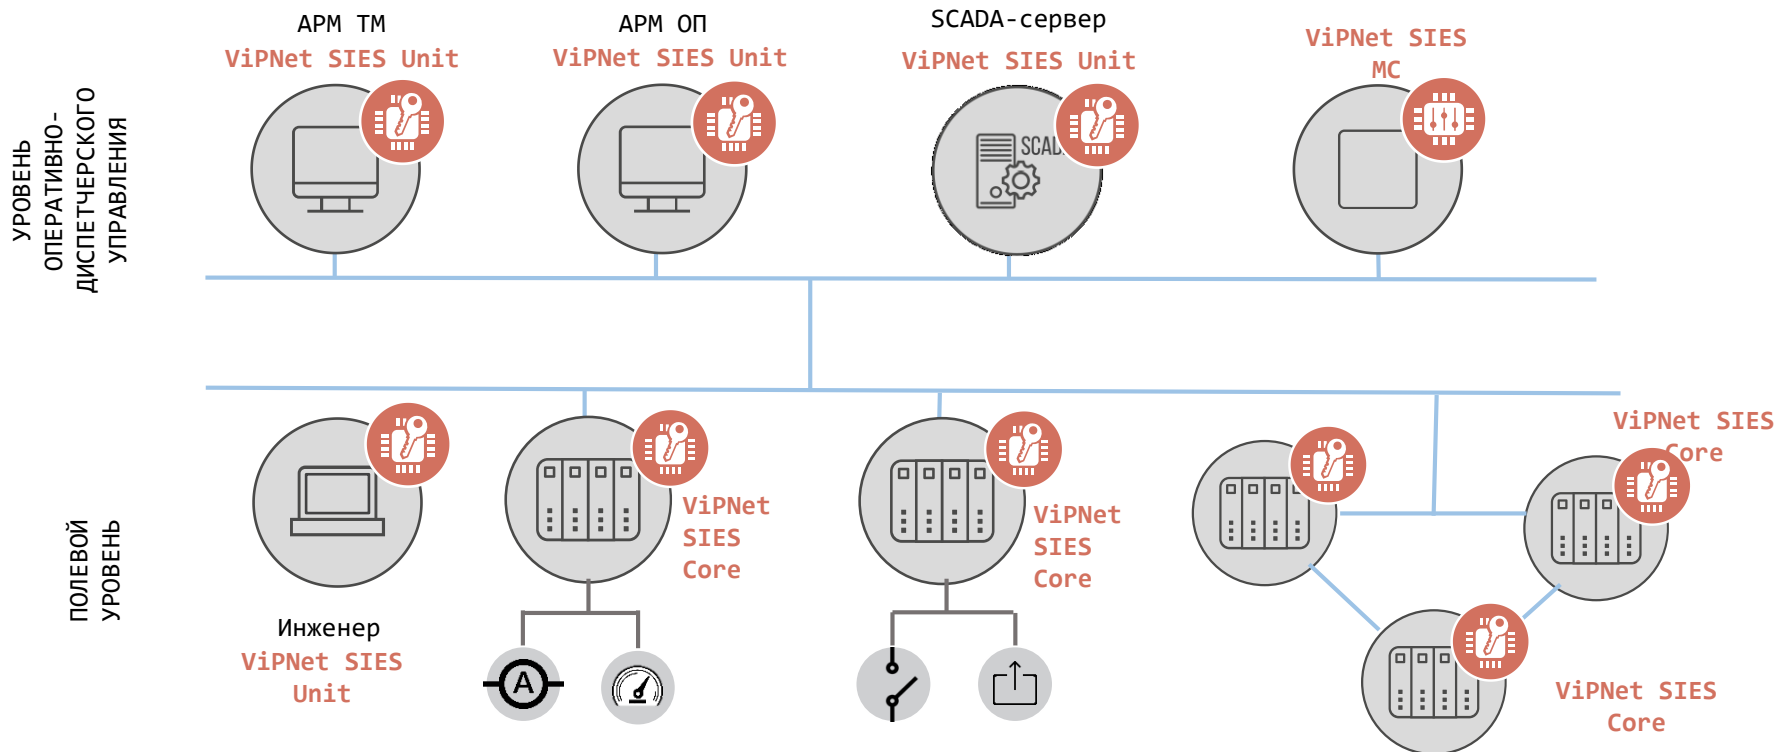 УРОВЕНЬ
ОПЕРАТИВНО-
ДИСПЕТЧЕРСКОГО
УПРАВЛЕНИЯ
АРМ ТМ
ViPNet SIES Unit
АРМ ОП
ViPNet SIES Unit
SCADA-сервер
ViPNet SIES Unit
SCADA
ViPNet SIES
MC
ПОЛЕВОЙ
УРОВЕНЬ
Инженер
ViPNet SIES
Unit
ViPNet
SIES
Core
A
ViPNet
SIES
Core
ViPNet SIES
Core
ViPNet SIES
Core